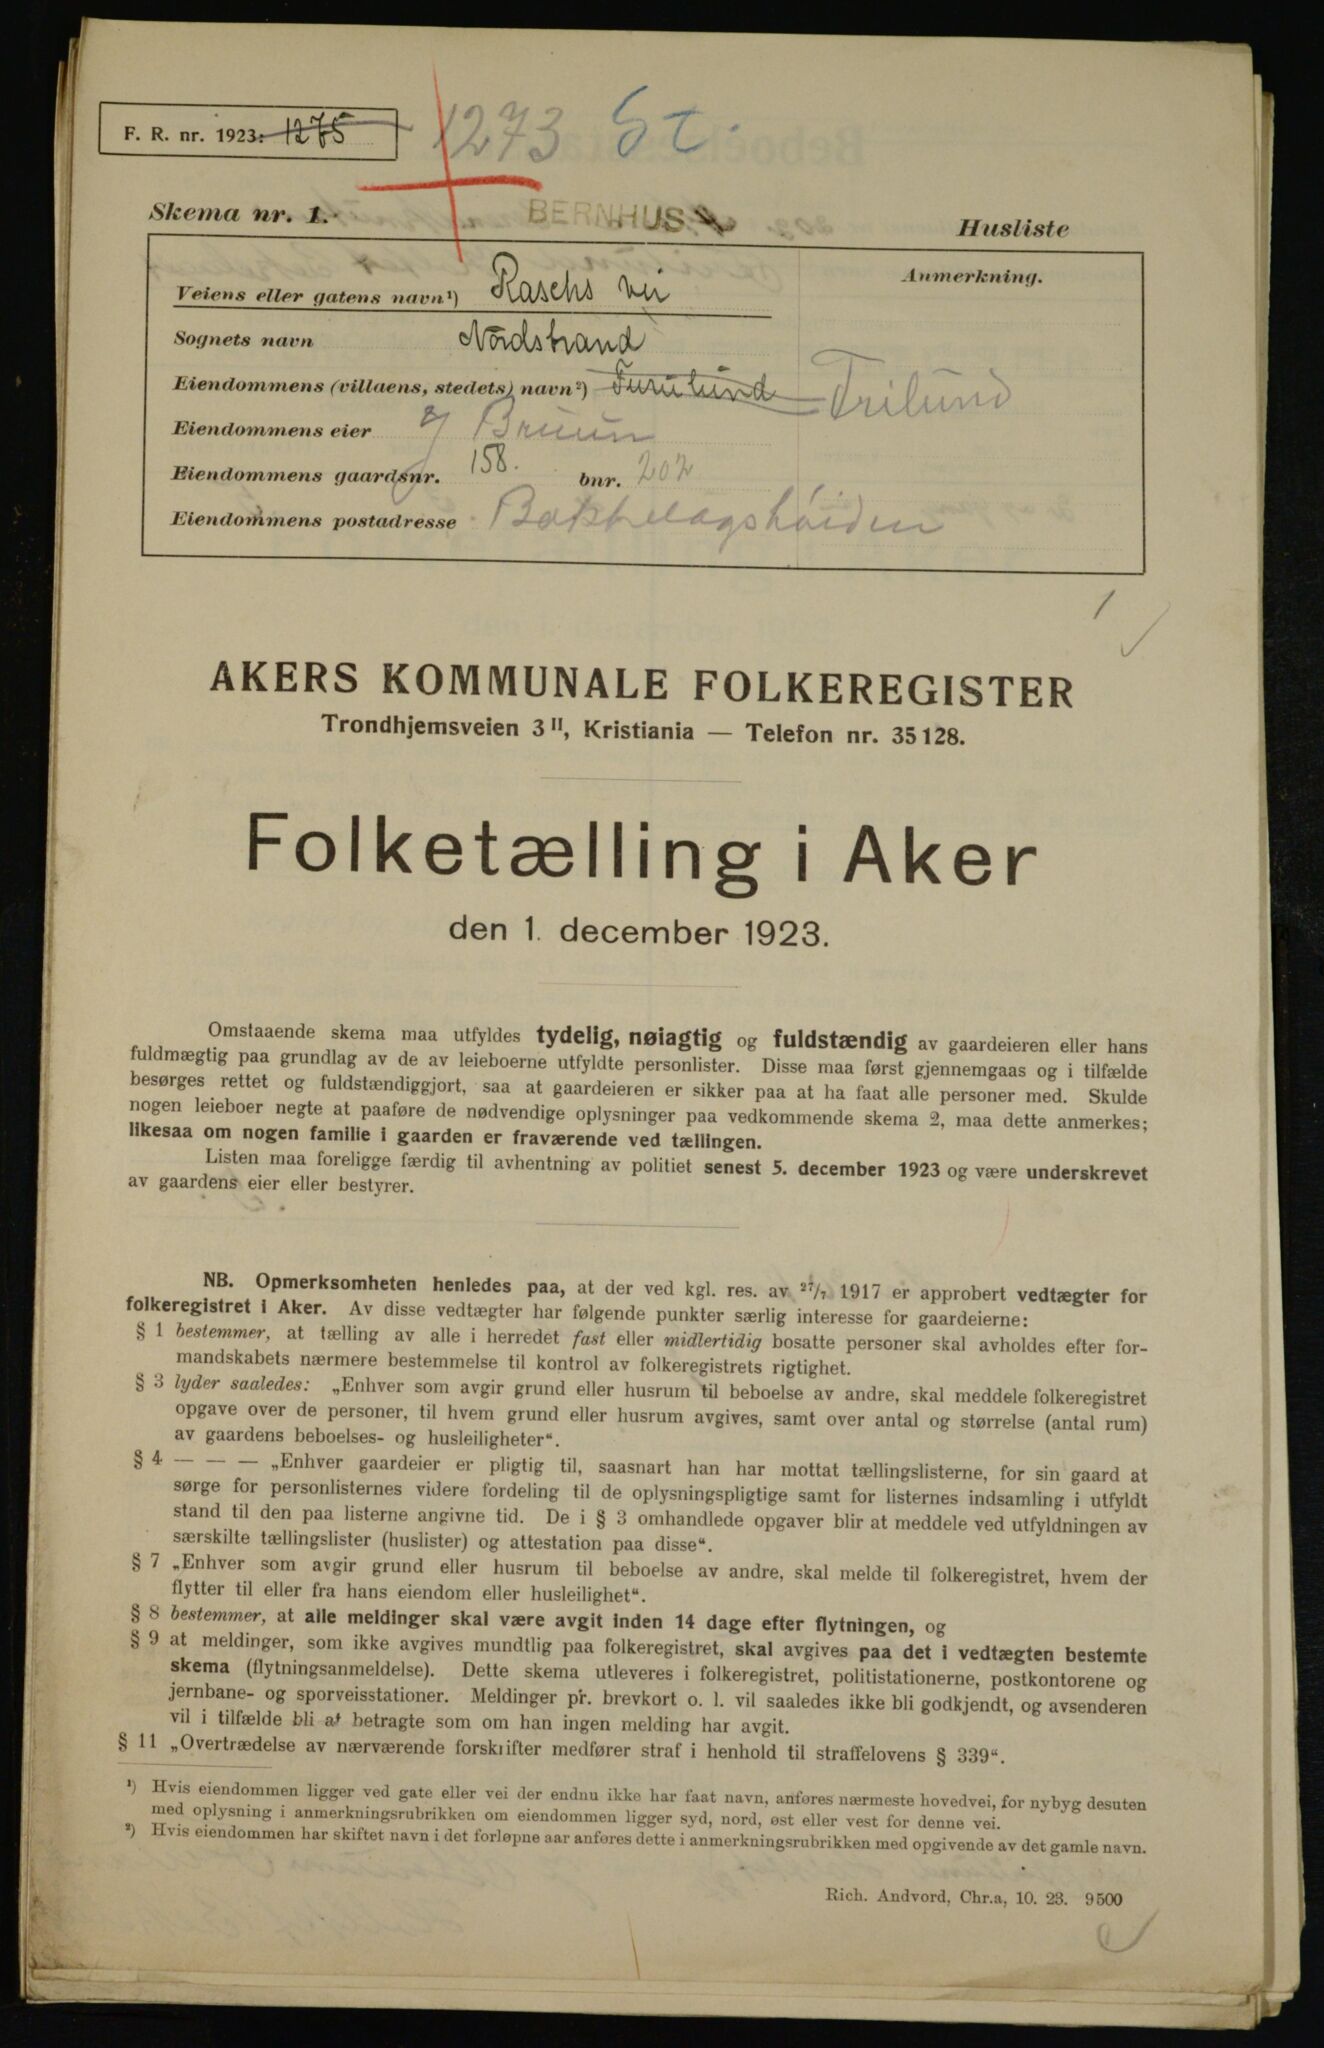 F. R. nr. 1923: 1275 1273 St.
Skema nr. 1. BERNHUS Husliste
Veiens eller gatens navn¹) Raschs vei Anmerkning.
Sognets navn Nordstrand
Eiendommens (villaens, stedets) navn²) Furulund Trilund
Eiendommens eier Bruun
Eiendommens gaardsnr. 158. bnr. 202
Eiendommens postadresse Bækkelagshøiden
1
AKERS KOMMUNALE FOLKEREGISTER
Trondhjemsveien 3 II, Kristiania — Telefon nr. 35 128.
Folketælling i Aker
den 1. december 1923.
Omstaaende skema maa utfyldes tydelig, nøiagtig og fuldstændig av gaardeieren eller hans
fuldmægtig paa grundlag av de av leieboerne utfyldte personlister. Disse maa først gjennemgaas og i tilfælde
besørges rettet og fuldstændiggjort, saa at gaardeieren er sikker paa at ha faat alle personer med. Skulde
nogen leieboer negte at paaføre de nødvendige oplysninger paa vedkommende skema 2, maa dette anmerkes;
likesaa om nogen familie i gaarden er fraværende ved tællingen.
Listen maa foreligge færdig til avhentning av politiet senest 5. december 1923 og være underskrevet
av gaardens eier eller bestyrer.
NB. Opmerksomheten henledes paa, at der ved kgl. res. av 27/7 1917 er approbert vedtægter for
folkeregistret i Aker. Av disse vedtægter har følgende punkter særlig interesse for gaardeierne:
§ 1 bestemmer, at tælling av alle i herredet fast eller midlertidig bosatte personer skal avholdes efter for-
mandskabets nærmere bestemmelse til kontrol av folkeregistrets rigtighet.
§ 3 lyder saaledes: „Enhver som avgir grund eller husrum til beboelse av andre, skal meddele folkeregistret
opgave over de personer, til hvem grund eller husrum avgives, samt over antal og størrelse (antal rum)
av gaardens beboelses- og husleiligheter“.
§ 4 — — — „Enhver gaardeier er pligtig til, saasnart han har mottat tællingslisterne, for sin gaard at
sørge for personlisternes videre fordeling til de oplysningspligtige samt for listernes indsamling i utfyldt
stand til den paa listerne angivne tid. De i § 3 omhandlede opgaver blir at meddele ved utfyldningen av
særskilte tællingslister (huslister) og attestation paa disse“.
§ 7 „Enhver som avgir grund eller husrum til beboelse av andre, skal melde til folkeregistret, hvem der
flytter til eller fra hans eiendom eller husleilighet“.
§ 8 bestemmer, at alle meldinger skal være avgit inden 14 dage efter flytningen, og
§ 9 at meldinger, som ikke avgives mundtlig paa folkeregistret, skal avgives paa det i vedtægten bestemte
skema (flytningsanmeldelse). Dette skema utleveres i folkeregistret, politistationerne, postkontorene og
jernbane- og sporveisstationer. Meldinger pr. brevkort o. l. vil saaledes ikke bli godkjendt, og avsenderen
vil i tilfælde bli at betragte som om han ingen melding har avgit.
§ 11 „Overtrædelse av nærværende forskrifter medfører straf i henhold til straffelovens § 339“.
¹) Hvis eiendommen ligger ved gate eller vei der endnu ikke har faat navn, anføres nærmeste hovedvei, for nybyg desuten
med oplysning i anmerkningsrubrikken om eiendommen ligger syd, nord, øst eller vest for denne vei.
²) Hvis eiendommen har skiftet navn i det forløpne aar anføres dette i anmerkningsrubrikken med opgivende av det gamle navn.
Rich. Andvord, Chr.a, 10. 23. 9500